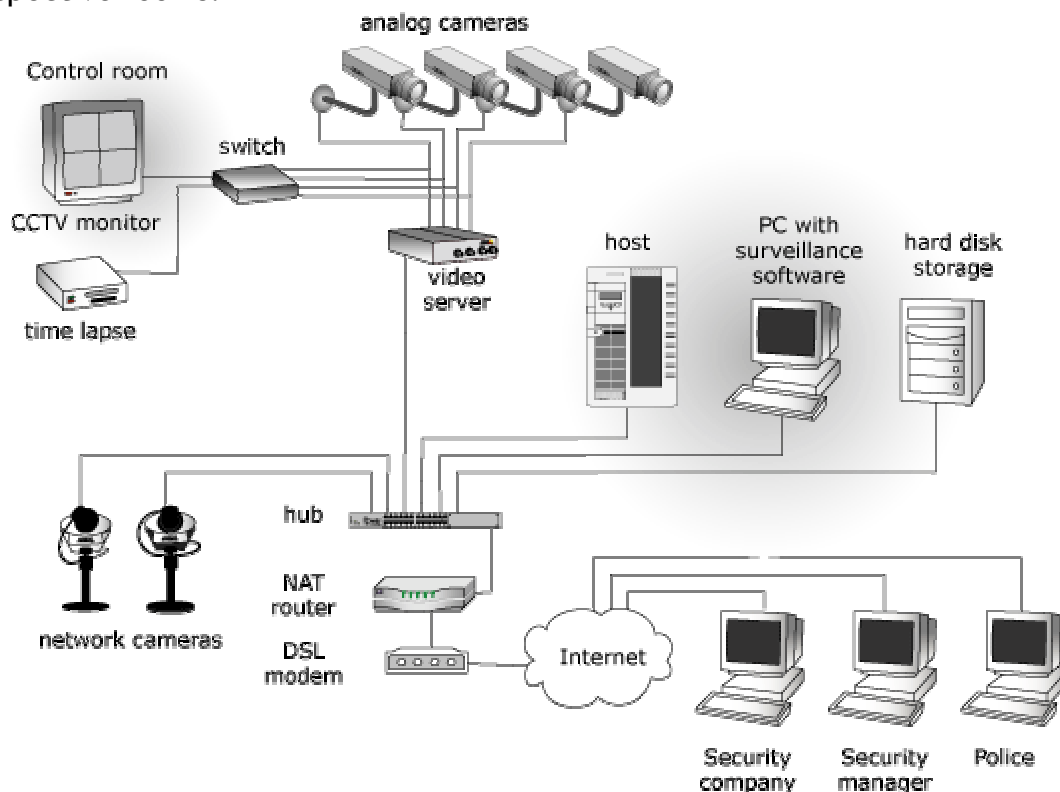 analog cameras
Control room
switch
CCTV monitor
time lapse
video
server
host
PC with
surveillance
software
hard disk
storage
hub
network cameras
NAT
router
DSL
modem
Internet
Security
company
Security
manager
Police